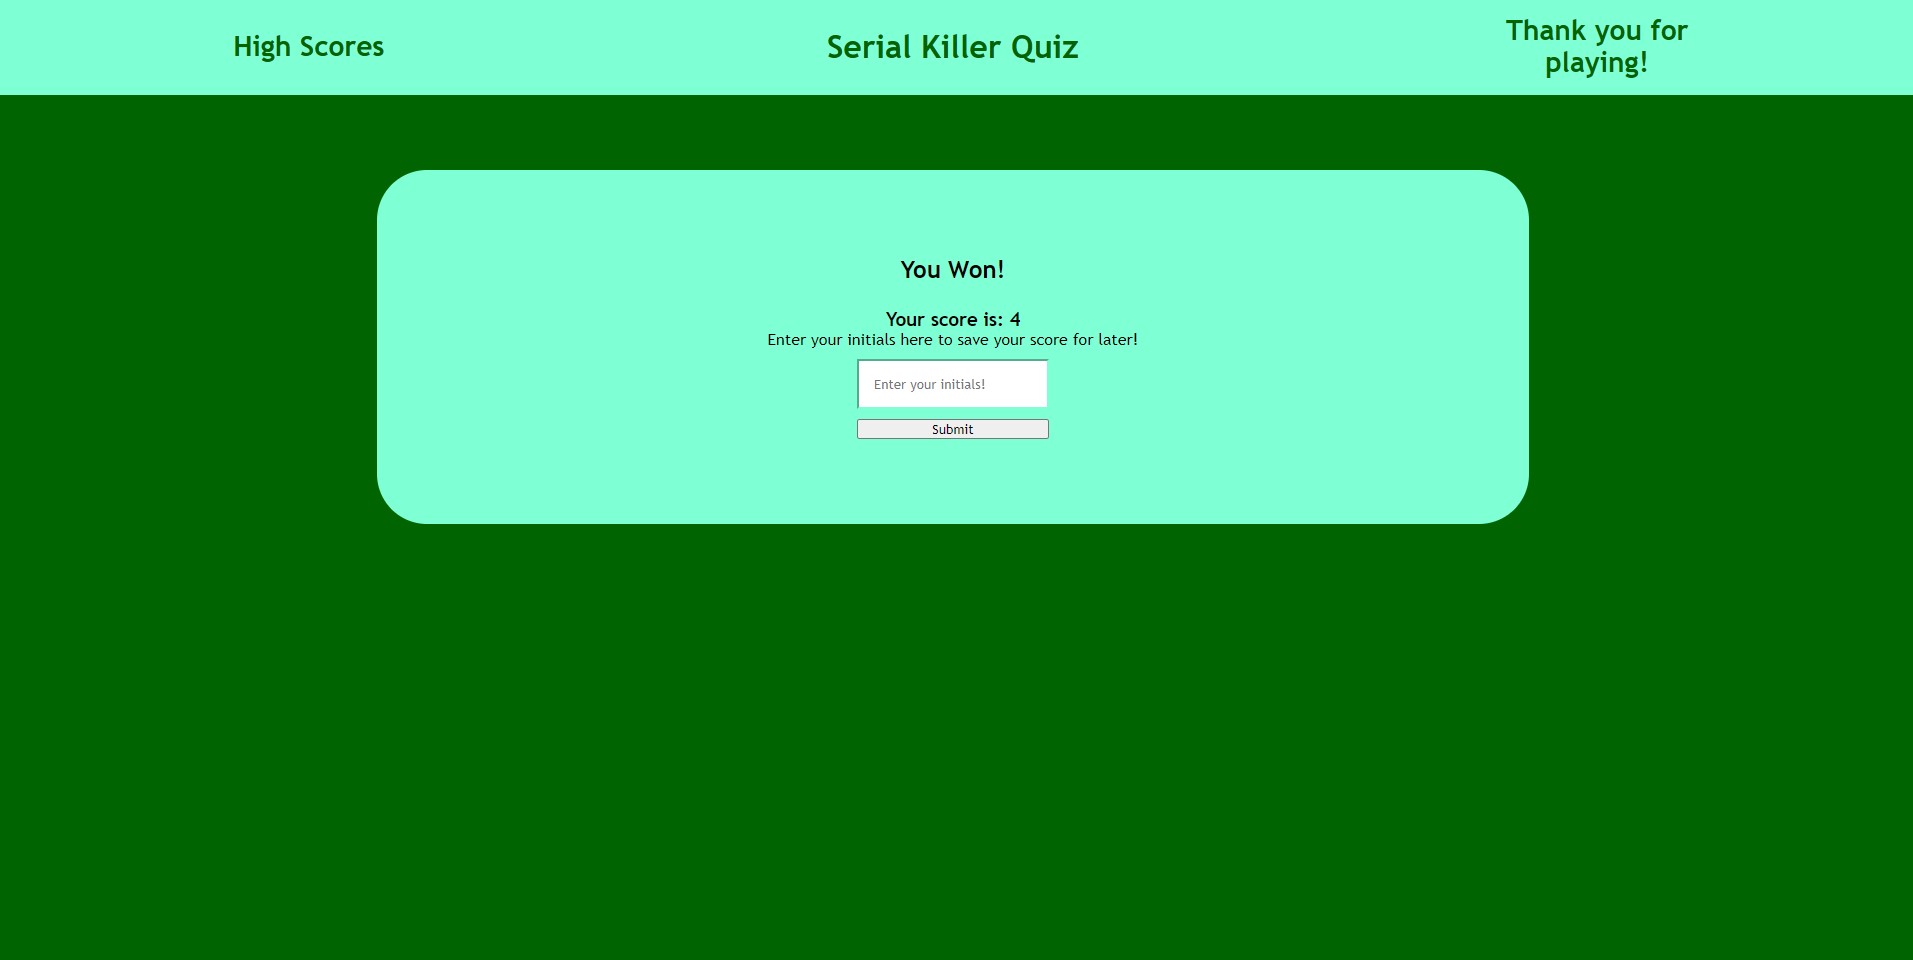 High Scores
Serial Killer Quiz
Thank you for
playing!
You Won!
Your score is: 4
Enter your initials here to save your score for later!
Enter your initials!
Submit